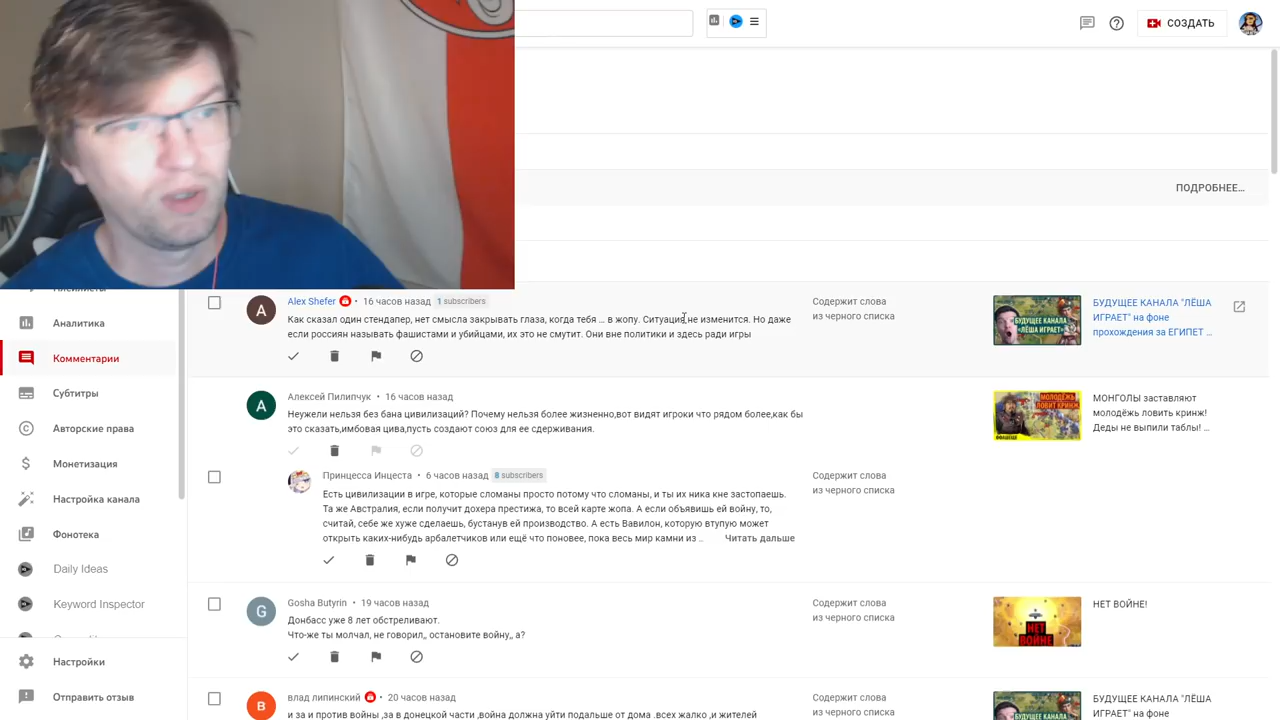 СОЗДАТЬ
ПОДРОБНЕЕ...
Аналитика
Комментарии
Субтитры
Авторские права
Монетизация
Настройка канала
Фонотека
Daily Ideas
Keyword Inspector
Настройки
Отправить отзыв
A
Alex Shefer • 16 часов назад 1 subscribers
Как сказал один стендапер, нет смысла закрывать глаза, когда тебя ... в жопу. Ситуация не изменится. Но даже
если россиян называть фашистами и убийцами, их это не смутит. Они вне политики и здесь ради игры
Содержит слова
из черного списка
БУДУЩЕЕ КАНАЛА
«ЛЁША ИГРАЕТ»
БУДУЩЕЕ КАНАЛА "ЛЁША
ИГРАЕТ" на фоне
прохождения за ЕГИПЕТ ...
А
Алексей Пилипчук • 16 часов назад
Неужели нельзя без бана цивилизаций? Почему нельзя более жизненно,вот видят игроки что рядом более,как бы
это сказать,имбовая цива,пусть создают союз для ее сдерживания.
МОЛОДЁЖЬ
ЛОВИТ КРИНЖ
МОНГОЛЫ заставляют
молодёжь ловить кринж!
Деды не выпили таблы! ...
Принцесса Инцеста • 6 часов назад 8 subscribers
Есть цивилизации в игре, которые сломаны просто потому что сломаны, и ты их ника кне застопаешь.
Та же Австралия, если получит дохера престижа, то всей карте жопа. А если объявишь ей войну, то,
считай, себе же хуже сделаешь, бустанув ей производство. А есть Вавилон, которую втупую может
открыть каких-нибудь арбалетчиков или ещё что поновее, пока весь мир камни из ...
Читать дальше
Содержит слова
из черного списка
G
Gosha Butyrin • 19 часов назад
Донбасс уже 8 лет обстреливают.
Что-же ты молчал, не говорил,, остановите войну,, а?
Содержит слова
из черного списка
НЕТ
ВОЙНЕ!
НЕТ ВОЙНЕ!
В
влад липинский • 20 часов назад
и за и против войны ,за в донецкой части ,война должна уйти подальше от дома .всех жалко ,и жителей
Содержит слова
из черного списка
БУДУЩЕЕ КАНАЛА
БУДУЩЕЕ КАНАЛА "ЛЁША
ИГРАЕТ" на фоне